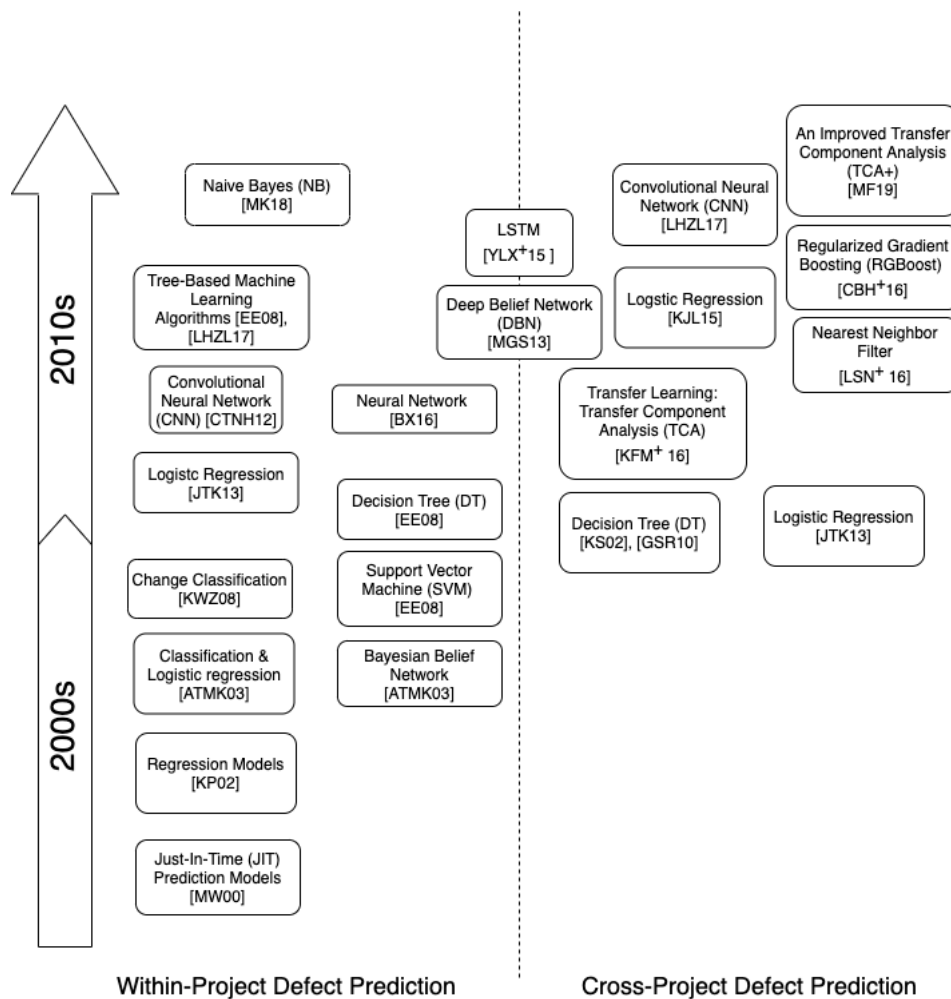 An Improved Transfer
Component Analysis
(TCA+)
[MF19]
Naive Bayes (NB)
[MK18]
Convolutional Neural
Network (CNN)
[LHZL17]
LSTM
[YLX+15 ]
Regularized Gradient
Boosting (RGBoost)
[CBH+16]
Tree-Based Machine
Learning
Algorithms [EE08],
[LHZL17]
Deep Belief Network
(DBN)
[MGS13]
Logstic Regression
[KJL15]
Nearest Neighbor
Filter
[LSN+ 16]
2010s
Convolutional
Neural Network
(CNN) [CTNH12]
Neural Network
[BX16]
Transfer Learning:
Transfer Component
Analysis (TCA)
[KFM+ 16]
Logistc Regression
[JTK13]
Decision Tree (DT)
[EE08]
Decision Tree (DT)
[KS02], [GSR10]
Logistic Regression
[JTK13]
Change Classification
[KWZ08]
Support Vector
Machine (SVM)
[EE08]
2000s
Classification &
Logistic regression
[ATMK03]
Bayesian Belief
Network
[ATMK03]
Regression Models
[KP02]
Just-In-Time (JIT)
Prediction Models
[MW00]
Within-Project Defect Prediction
Cross-Project Defect Prediction